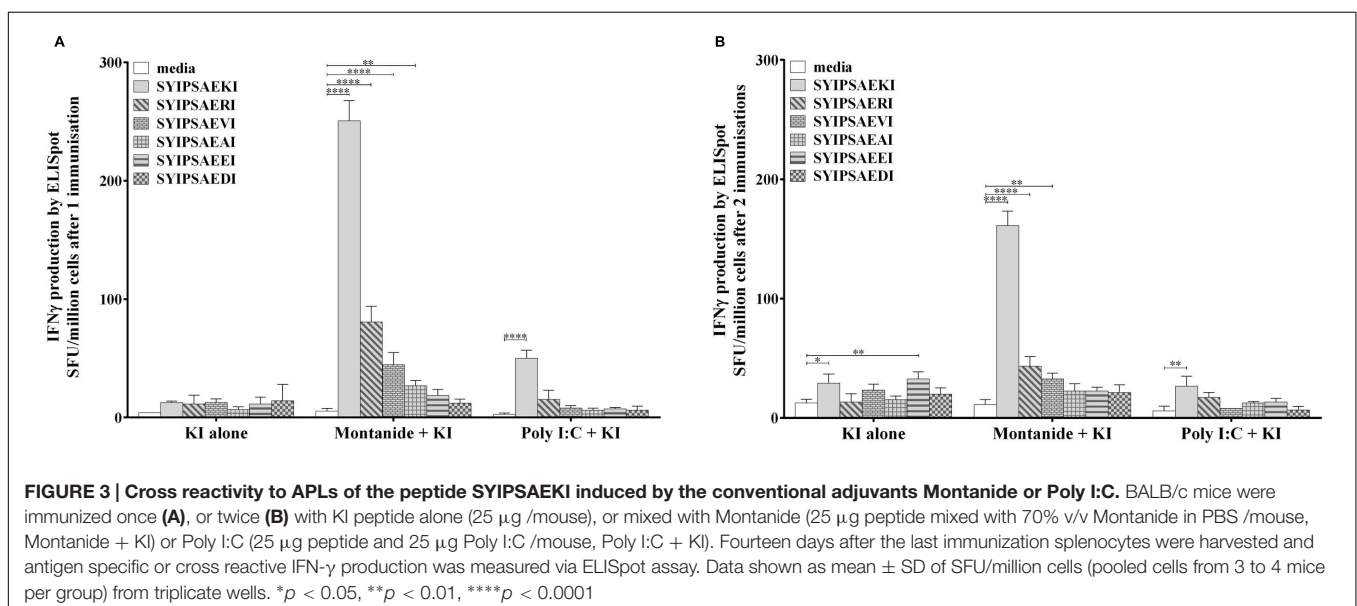 A
IFNγ production by ELISpot
SFU/million cells after 1 immunisation
300
200
100
0
media
SYIPSAEKI
SYIPSAERI
SYIPSAEVI
SYIPSAEAI
SYIPSAEEI
SYIPSAEDI
**
****
****
****
****
KI alone
Montanide + KI
Poly I:C + KI
B
IFNγ production by ELISpot
SFU/million cells after 2 immunisations
300
200
100
0
media
SYIPSAEKI
SYIPSAERI
SYIPSAEVI
SYIPSAEAI
SYIPSAEEI
SYIPSAEDI
**
*
**
****
****
**
KI alone
Montanide + KI
Poly I:C + KI
FIGURE 3 | Cross reactivity to APLs of the peptide SYIPSAEKI induced by the conventional adjuvants Montanide or Poly I:C. BALB/c mice were
immunized once (A), or twice (B) with KI peptide alone (25 μg /mouse), or mixed with Montanide (25 μg peptide mixed with 70% v/v Montanide in PBS /mouse,
Montanide + KI) or Poly I:C (25 μg peptide and 25 μg Poly I:C /mouse, Poly I:C + KI). Fourteen days after the last immunization splenocytes were harvested and
antigen specific or cross reactive IFN-γ production was measured via ELISpot assay. Data shown as mean ± SD of SFU/million cells (pooled cells from 3 to 4 mice
per group) from triplicate wells. *p < 0.05, **p < 0.01, ****p < 0.0001